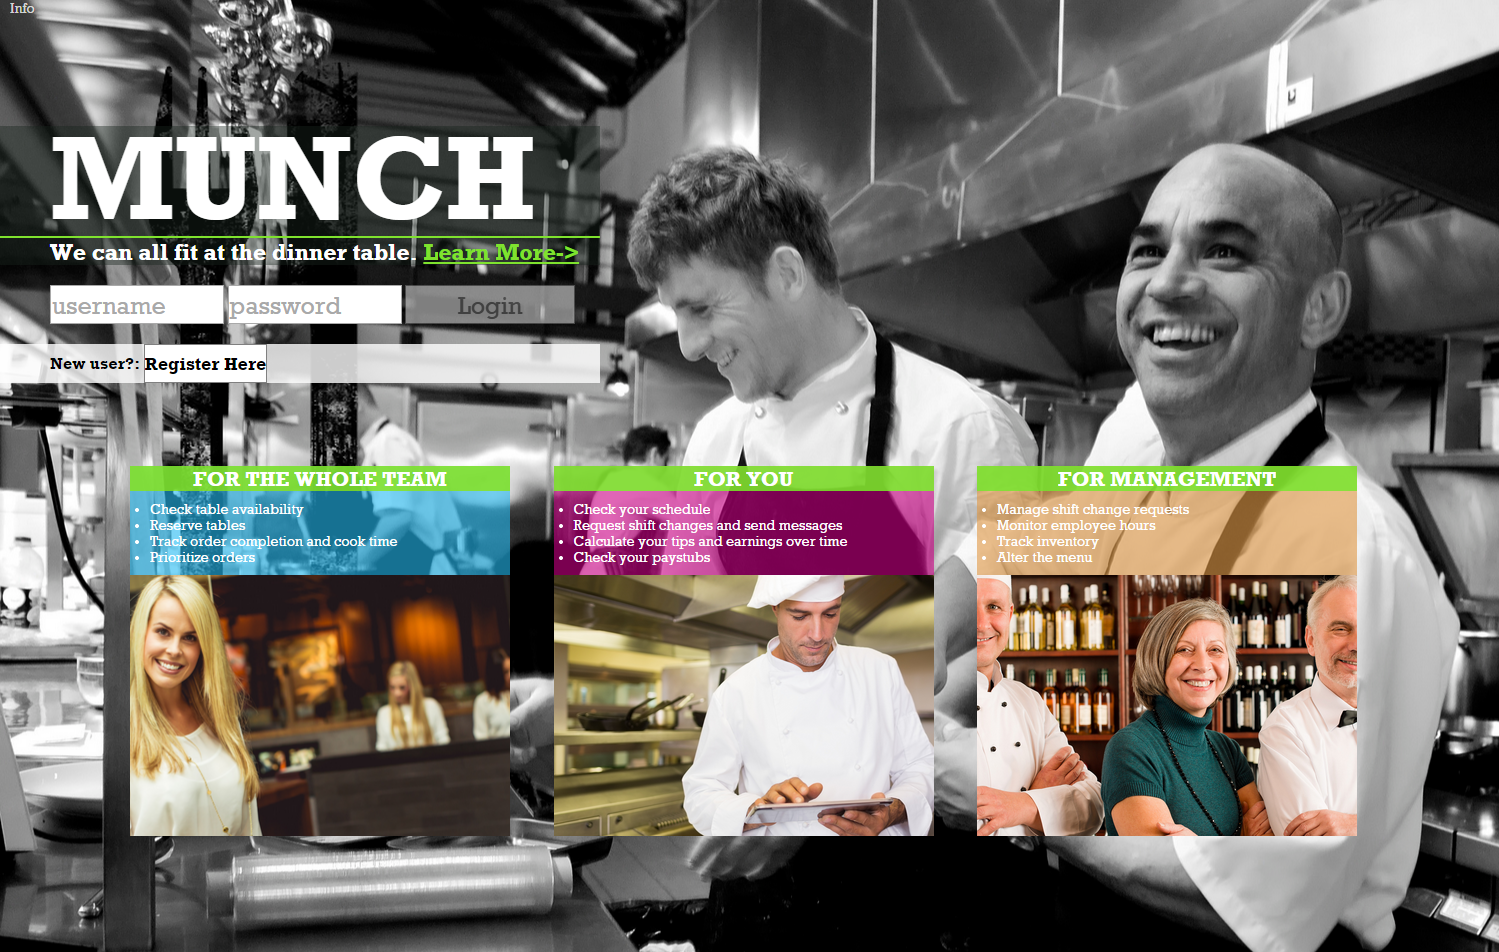 Info
MUNCH
We can all fit at the dinner table. Learn More->
username password Login
New user?: Register Here
FOR THE WHOLE TEAM
• Check table availability
• Reserve tables
• Track order completion and cook time
• Prioritize orders
FOR YOU
• Check your schedule
• Request shift changes and send messages
• Calculate your tips and earnings over time
• Check your paystubs
FOR MANAGEMENT
• Manage shift change requests
• Monitor employee hours
• Track inventory
• Alter the menu